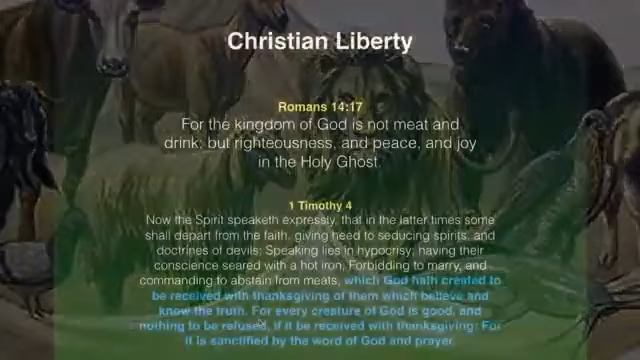 Christian Liberty
Romans 14:17
For the kingdom of God is not meat and
drink; but righteousness, and peace, and joy
in the Holy Ghost.
1 Timothy 4
Now the Spirit speaketh expressly, that in the latter times some
shall depart from the faith, giving heed to seducing spirits, and
doctrines of devils; Speaking lies in hypocrisy; having their
conscience seared with a hot iron; Forbidding to marry, and
commanding to abstain from meats, which God hath created to
be received with thanksgiving of them which believe and
know the truth. For every creature of God is good, and
nothing to be refused, if it be received with thanksgiving: For
it is sanctified by the word of God and prayer.